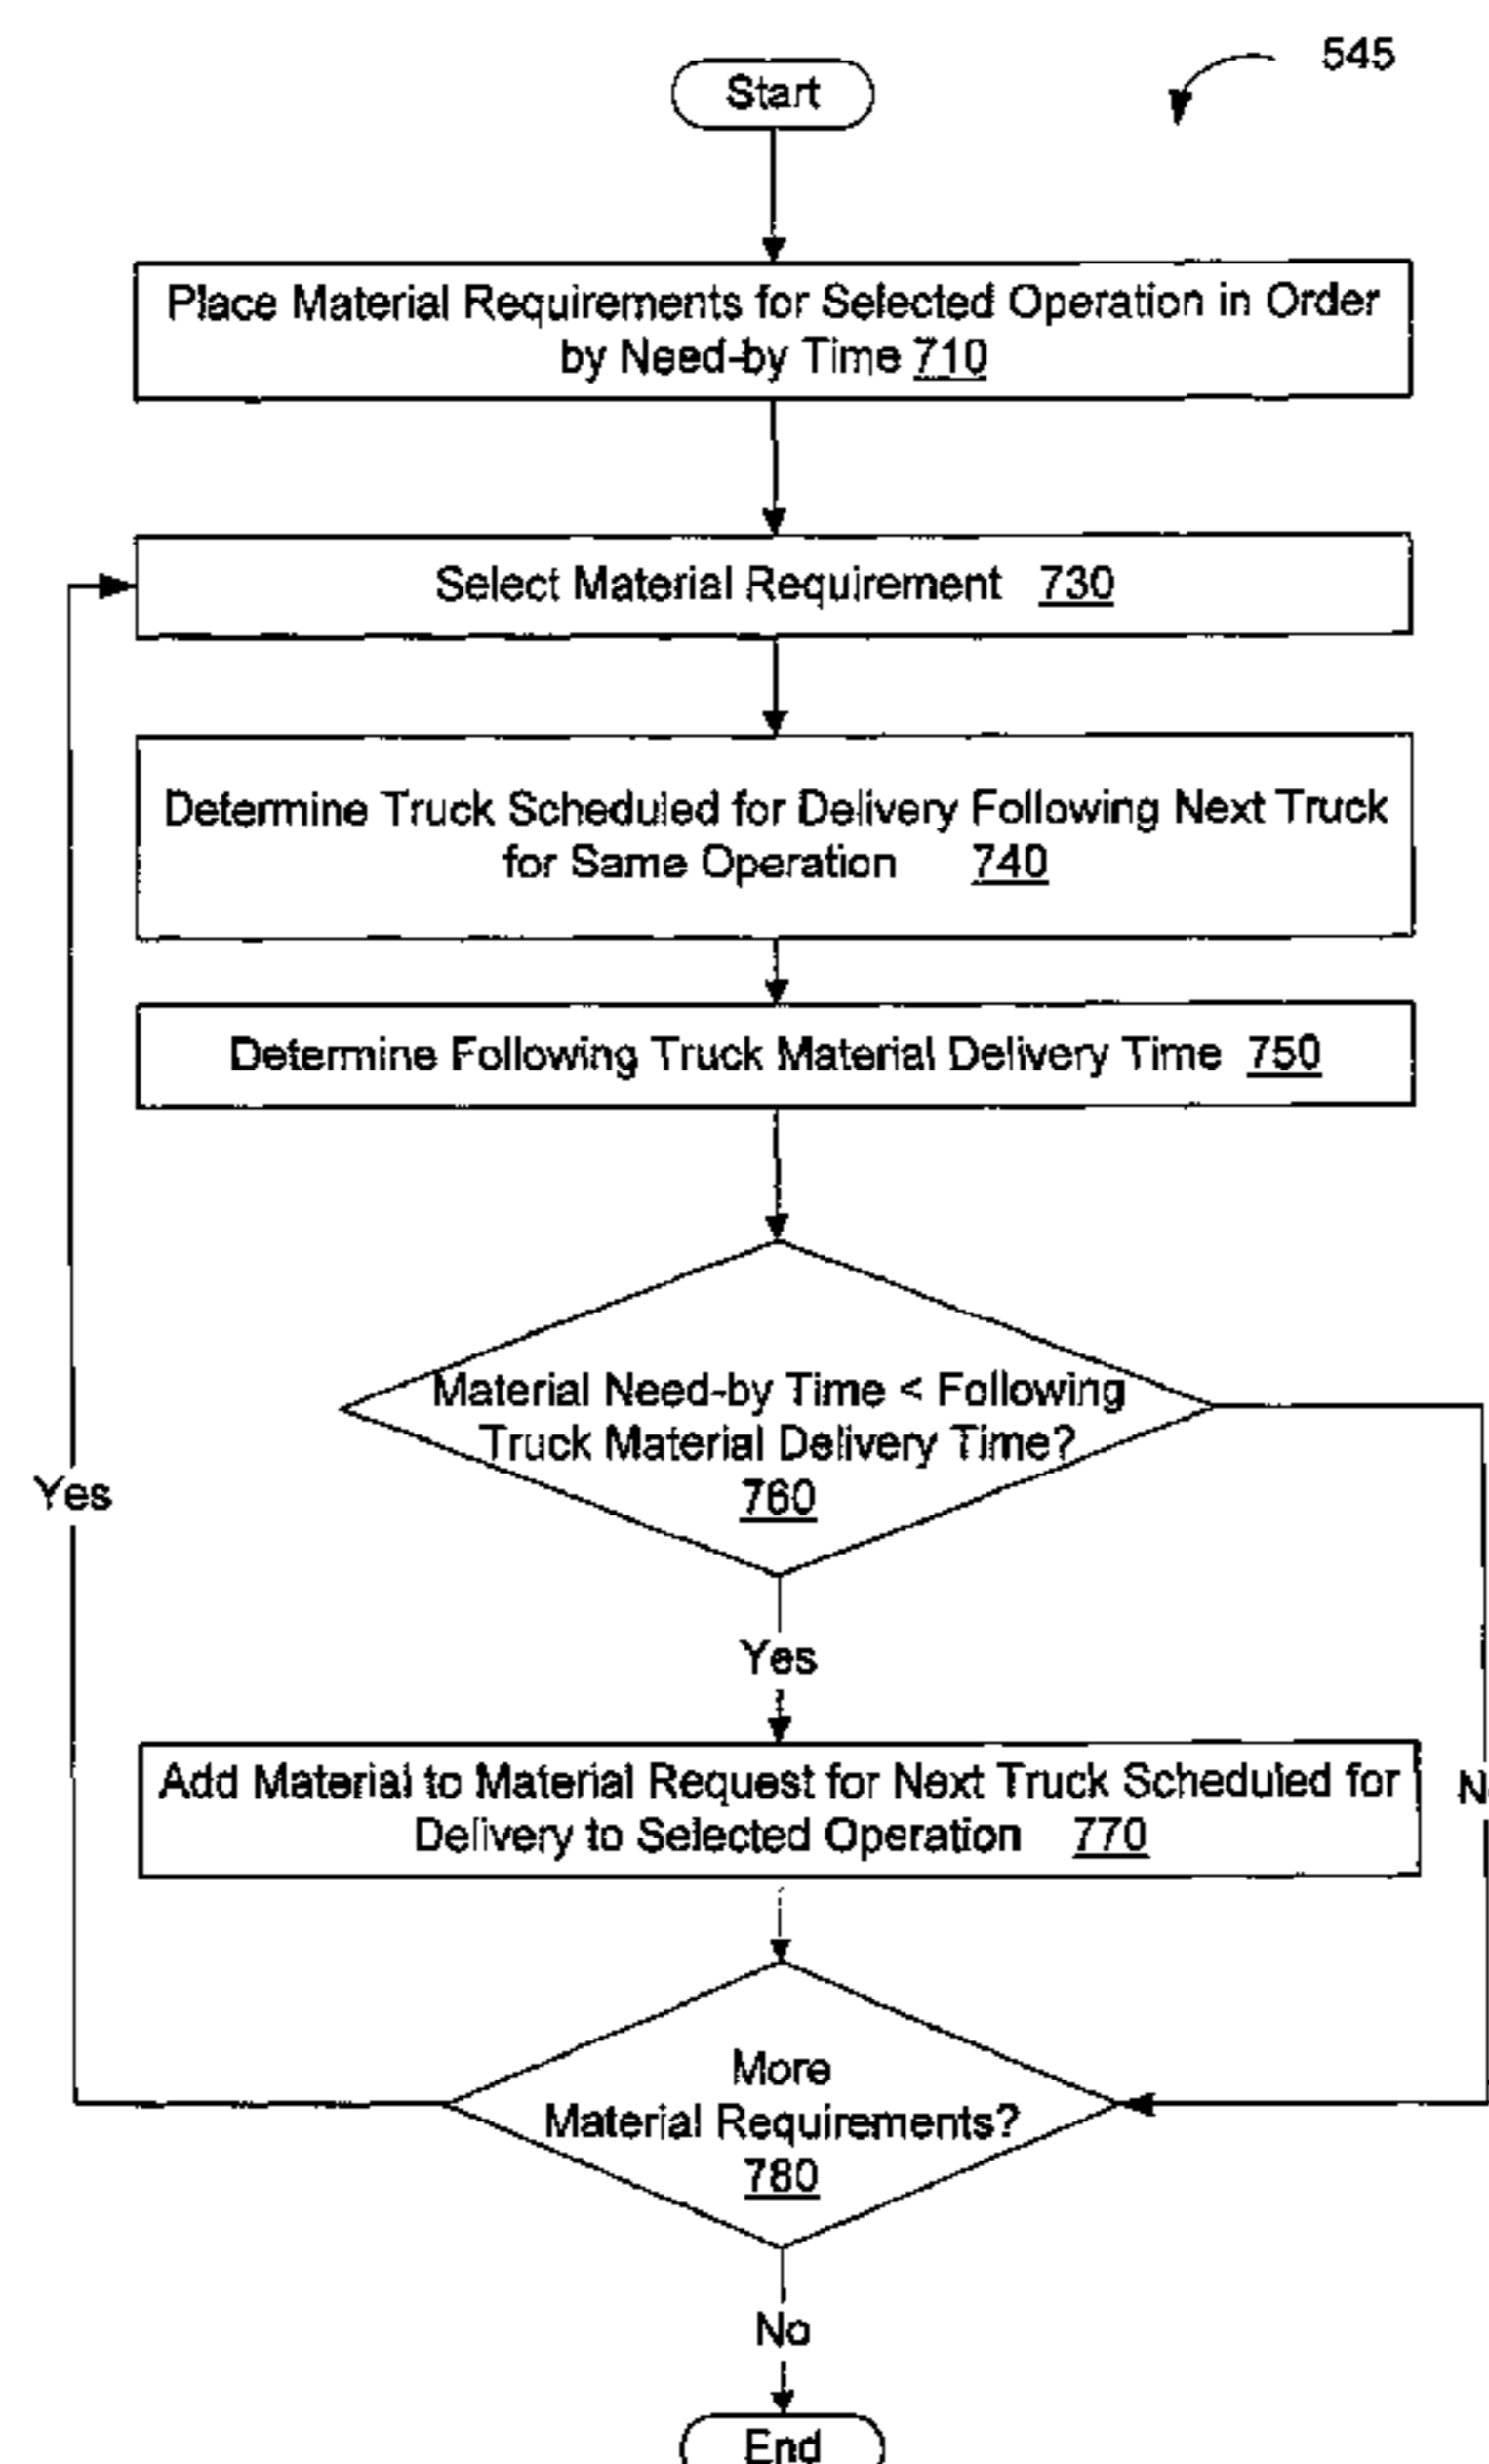 545
Start
Place Material Requirements for Selected Operation in Order
by Need-by Time 710
Select Material Requirement 730
Determine Truck Scheduled for Delivery Following Next Truck
for Same Operation 740
Determine Following Truck Material Delivery Time 750
Material Need-by Time < Following
Truck Material Delivery Time?
760
Yes
Yes
Add Material to Material Request for Next Truck Scheduled for
Delivery to Selected Operation 770
More
Material Requirements?
780
No
End